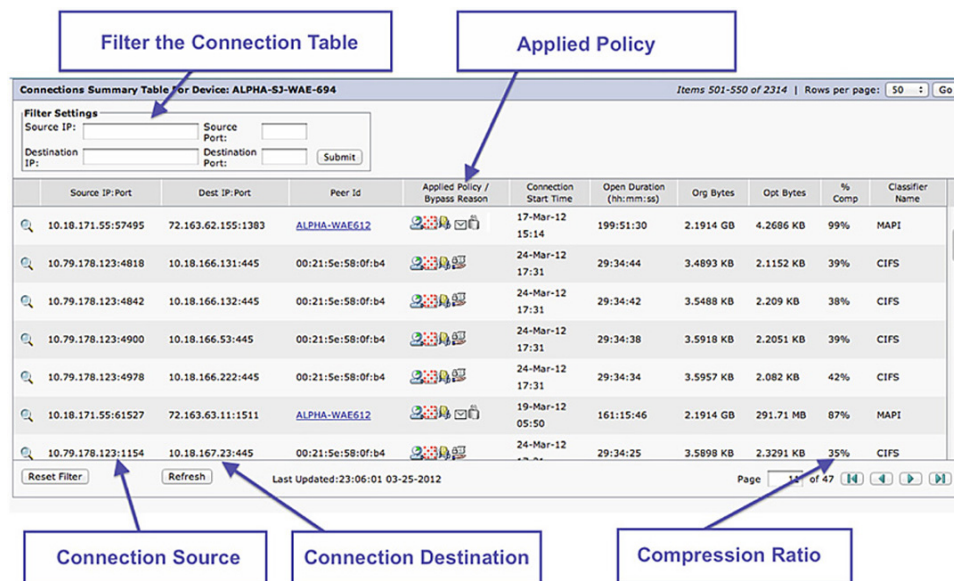 Filter the Connection Table
Applied Policy
Connections Summary Table For Device: ALPHA-SJ-WAE-694
Items 501-550 of 2314 | Rows per page: 50 Go
Filter Settings
Source IP: Source Port:
Destination IP: Destination Port: Submit
Source IP:Port Dest IP:Port Peer Id Applied Policy / Bypass Reason Connection Start Time Open Duration (hh:mm:ss) Org Bytes Opt Bytes % Comp Classifier Name
10.18.171.55:57495 72.163.62.155:1383 ALPHA-WAE612 17-Mar-12 15:14 199:51:30 2.1914 GB 4.2686 KB 99% MAPI
10.79.178.123:4818 10.18.166.131:445 00:21:5e:58:0f:b4 24-Mar-12 17:31 29:34:44 3.4893 KB 2.1152 KB 39% CIFS
10.79.178.123:4842 10.18.166.132:445 00:21:5e:58:0f:b4 24-Mar-12 17:31 29:34:42 3.5488 KB 2.209 KB 38% CIFS
10.79.178.123:4900 10.18.166.53:445 00:21:5e:58:0f:b4 24-Mar-12 17:31 29:34:38 3.5918 KB 2.2051 KB 39% CIFS
10.79.178.123:4978 10.18.166.222:445 00:21:5e:58:0f:b4 24-Mar-12 17:31 29:34:34 3.5957 KB 2.082 KB 42% CIFS
10.18.171.55:61527 72.163.63.11:1511 ALPHA-WAE612 19-Mar-12 05:50 161:15:46 2.1914 GB 291.71 MB 87% MAPI
10.79.178.123:1154 10.18.167.23:445 00:21:5e:58:0f:b4 24-Mar-12 29:34:25 3.5898 KB 2.3291 KB 35% CIFS
Reset Filter Refresh Last Updated:23:06:01 03-25-2012 Page 11 of 47
Connection Source
Connection Destination
Compression Ratio